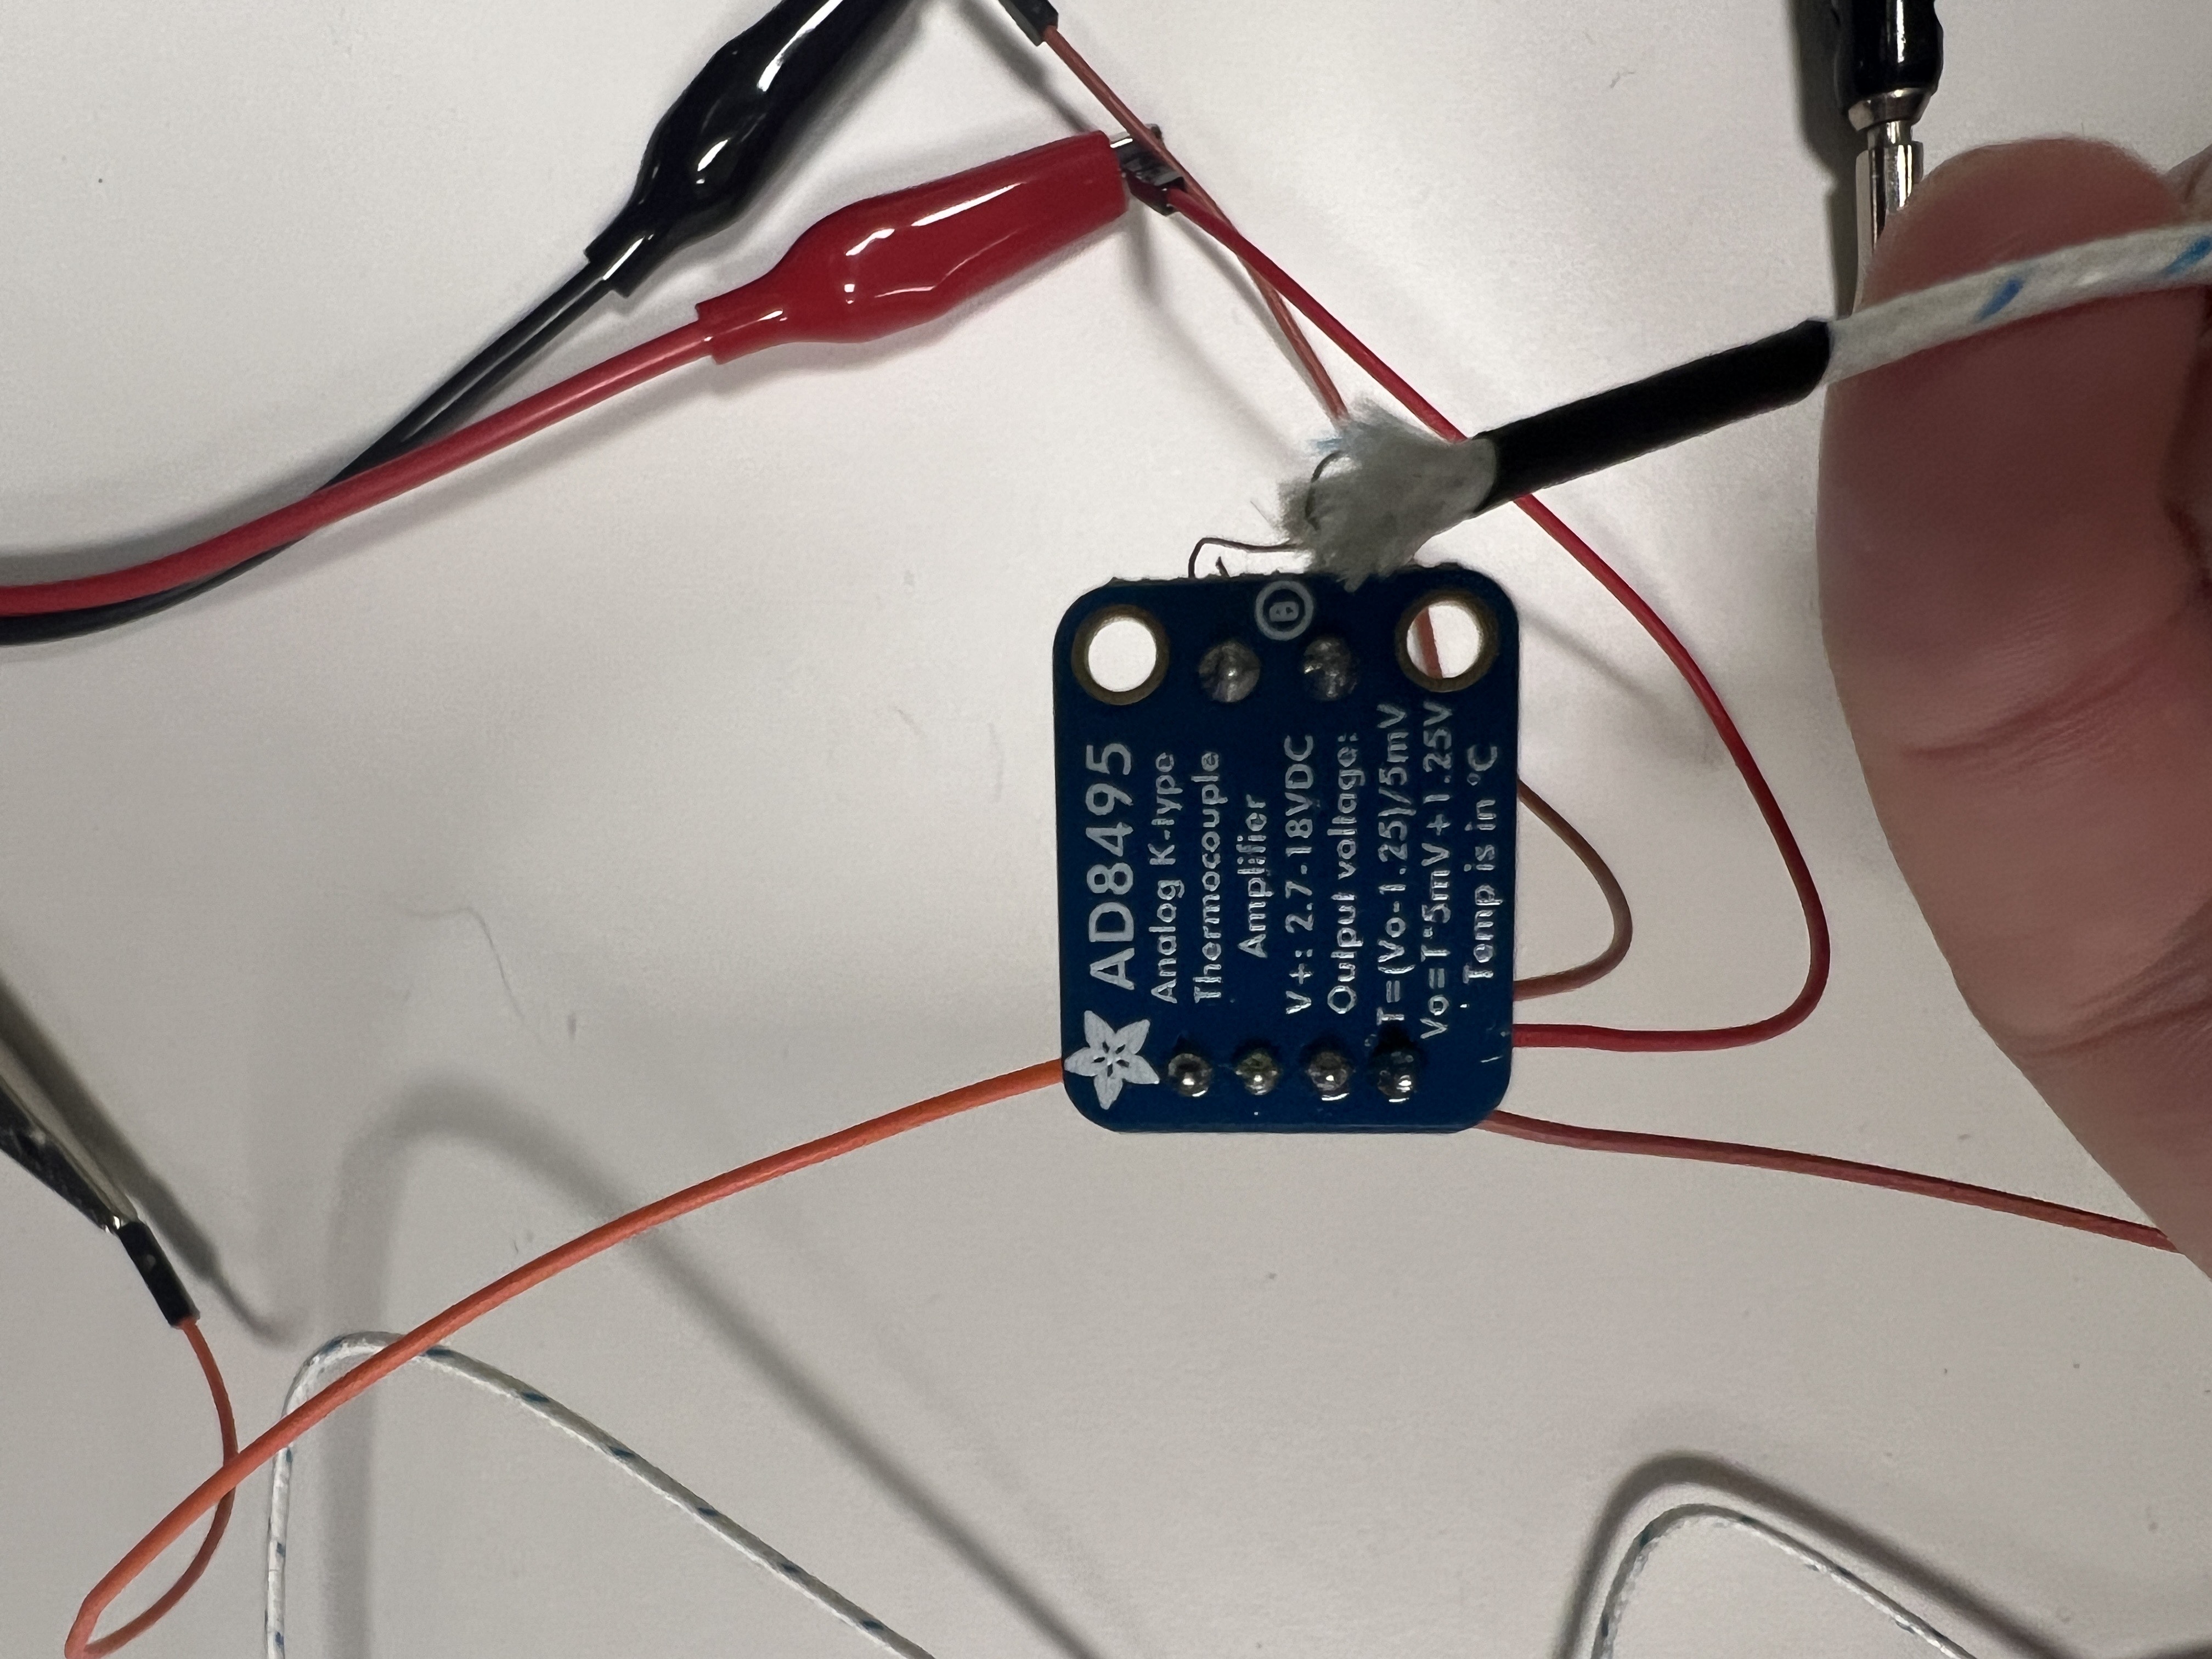 AD8495
Analog K-type
Thermocouple
Amplifier
V+: 2.7-18VDC
B
Output voltage:
T=(Vo-1.25)/5mV
Vo=T*5mV+1.25V
Temp is in °C